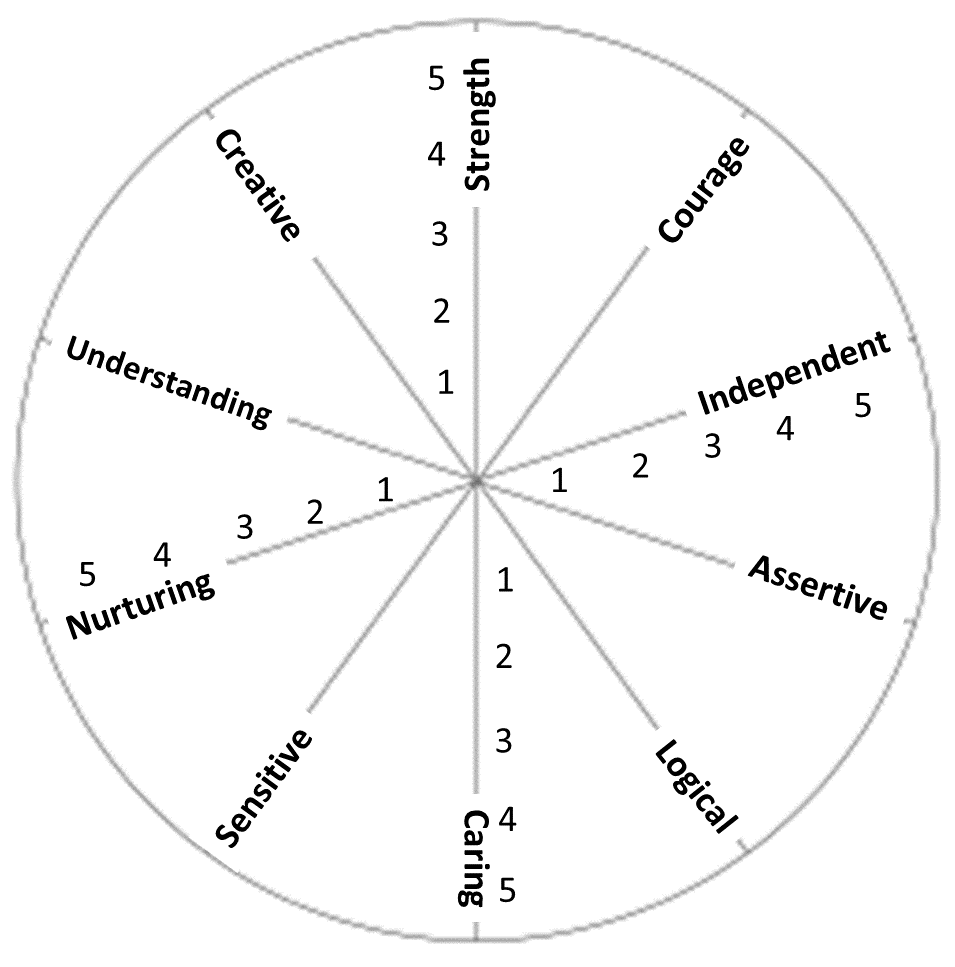 5
Strength
4
3
2
1
Courage
Independent
1
2
3
4
5
Assertive
Logical
1
2
3
4
5
Caring
Sensitive
Nurturing
5
4
3
2
1
Understanding
Creative